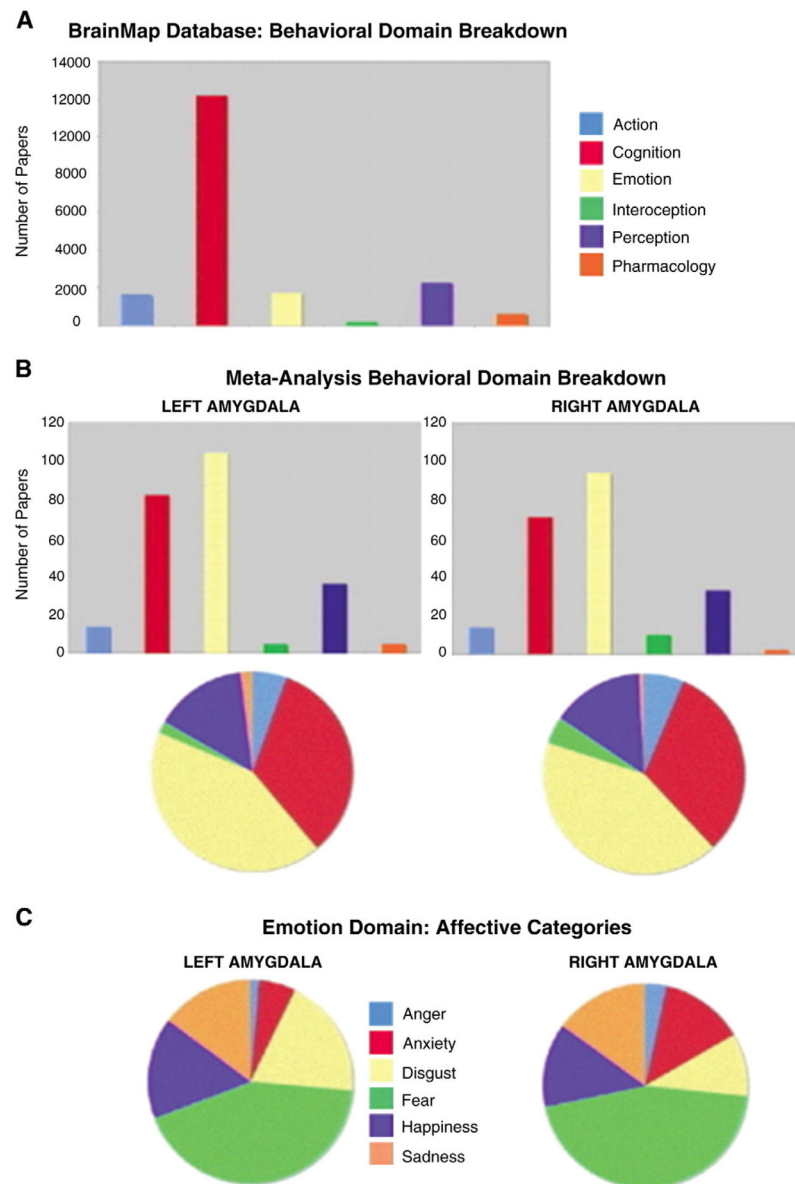 A
BrainMap Database: Behavioral Domain Breakdown
14000
12000
12000
8000
6000
4000
2000
0
Number of Papers
Action
Cognition
Emotion
Interoception
Perception
Pharmacology
B
Meta-Analysis Behavioral Domain Breakdown
LEFT AMYGDALA
120
100
80
60
40
20
0
Number of Papers
RIGHT AMYGDALA
120
100
80
60
40
20
0
C
Emotion Domain: Affective Categories
LEFT AMYGDALA
Anger
Anxiety
Disgust
Fear
Happiness
Sadness
RIGHT AMYGDALA